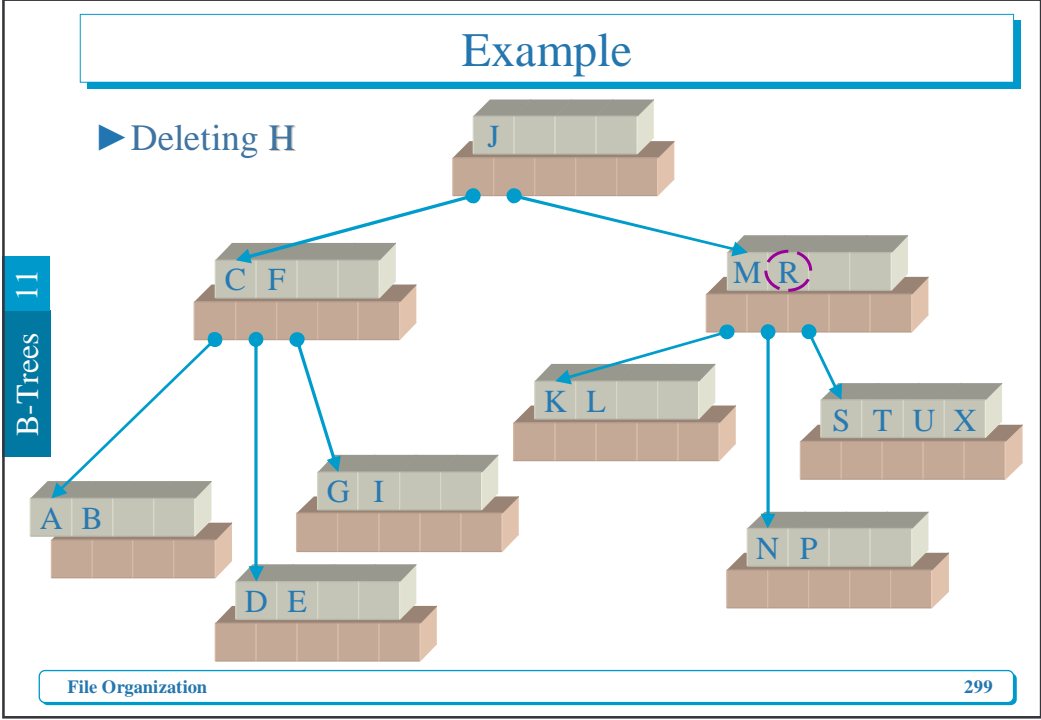 Example
►Deleting H
J
C F
M R
K L
S T U X
G I
A B
N P
D E
B-Trees 11
File Organization 299